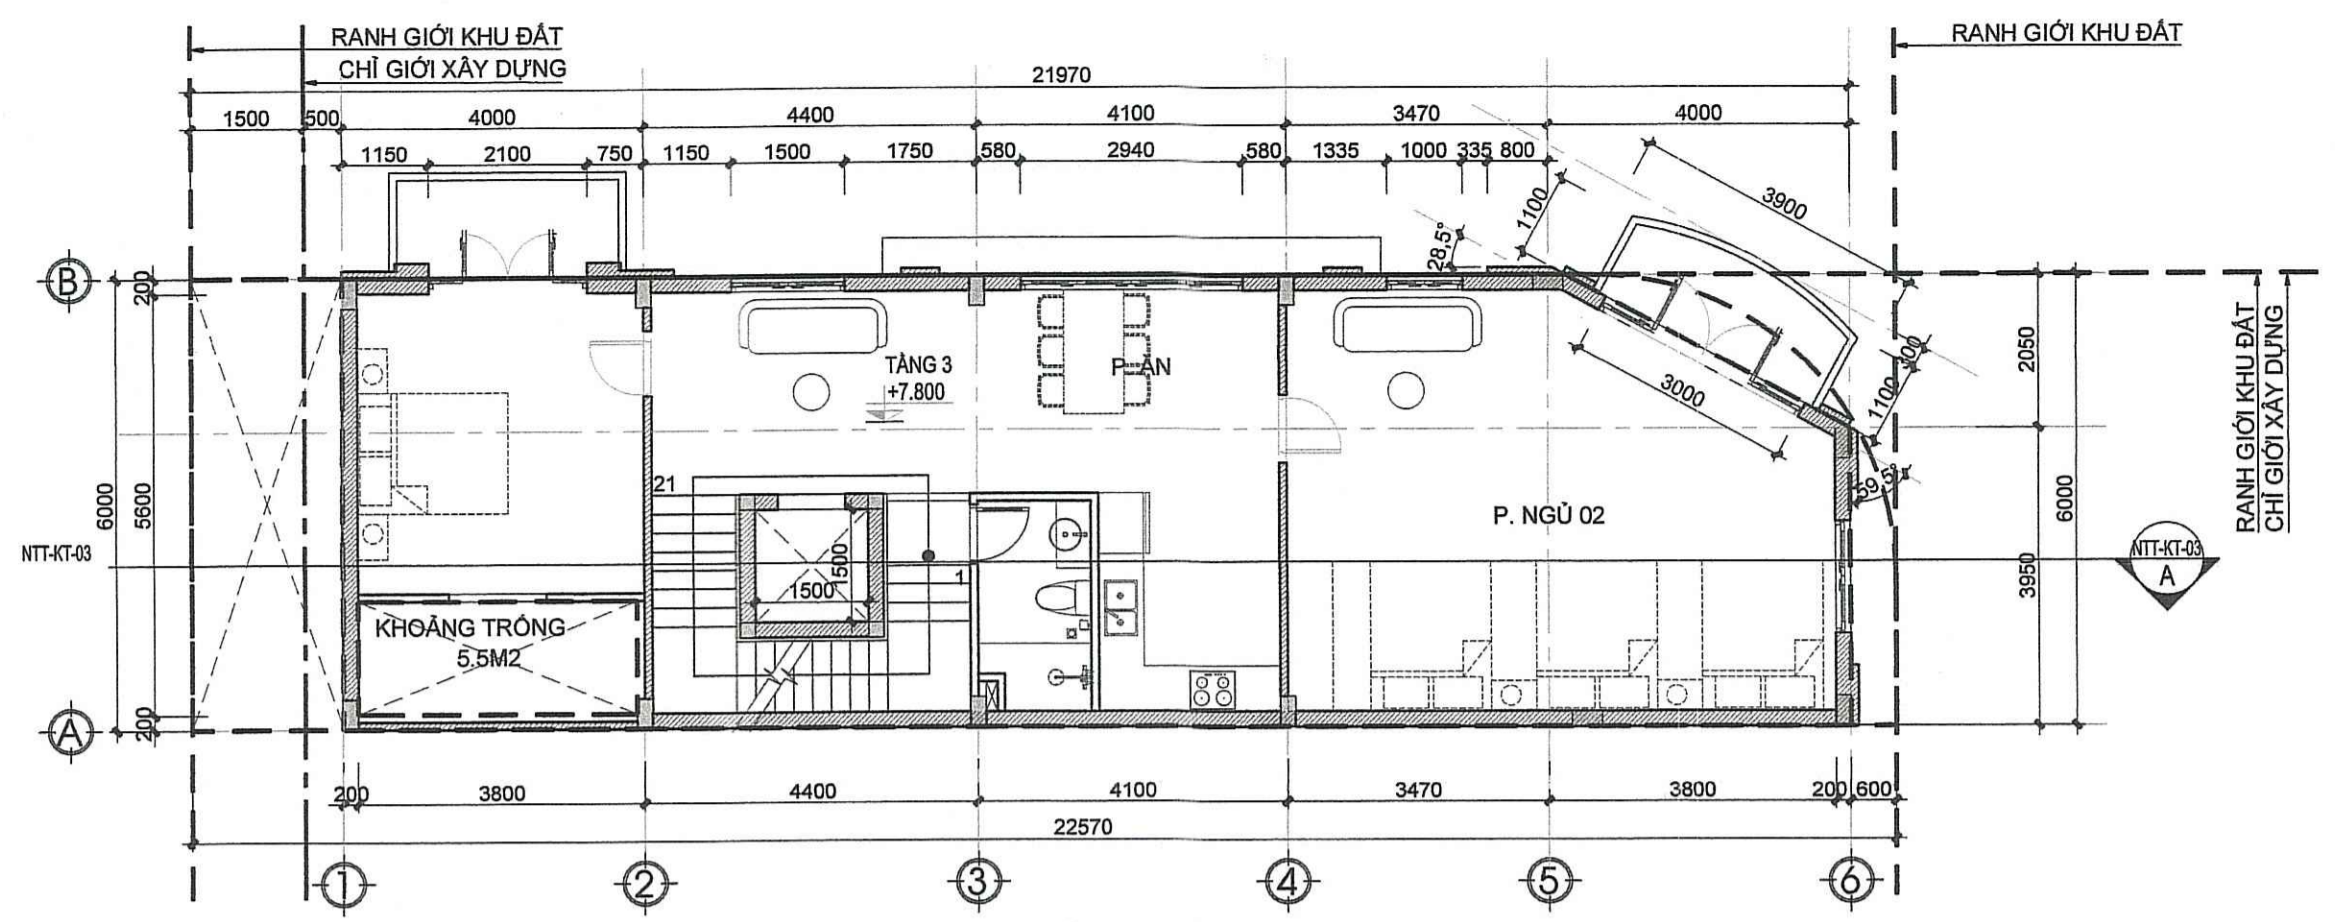 RANH GIỚI KHU ĐẤT
CHỈ GIỚI XÂY DỰNG
RANH GIỚI KHU ĐẤT
21970
1500 500 4000 4400 4100 3470 4000
1150 2100 750 1150 1500 1750 580 2940 580 1335 1000 335 800
1100
3900
28,5°
B
200
TẦNG 3
+7.800
P. ĂN
3000
1100
2050
RANH GIỚI KHU ĐẤT
CHỈ GIỚI XÂY DỰNG
6000
5600
21
59,5°
P. NGỦ 02
6000
NTT-KT-03
1500
1500
1
NTT-KT-03
A
3950
KHOẢNG TRỐNG
5.5M2
A
200
200 3800 4400 4100 3470 3800 200 600
22570
1 2 3 4 5 6